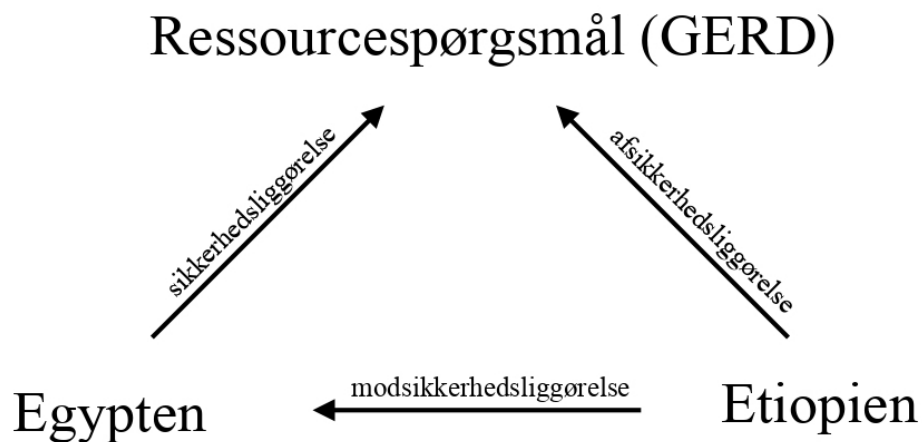 Ressourcespørgsmål (GERD)
sikkerhedsliggørelse
afsikkerhedsliggørelse
modsikkerhedsliggørelse
Egypten
Etiopien